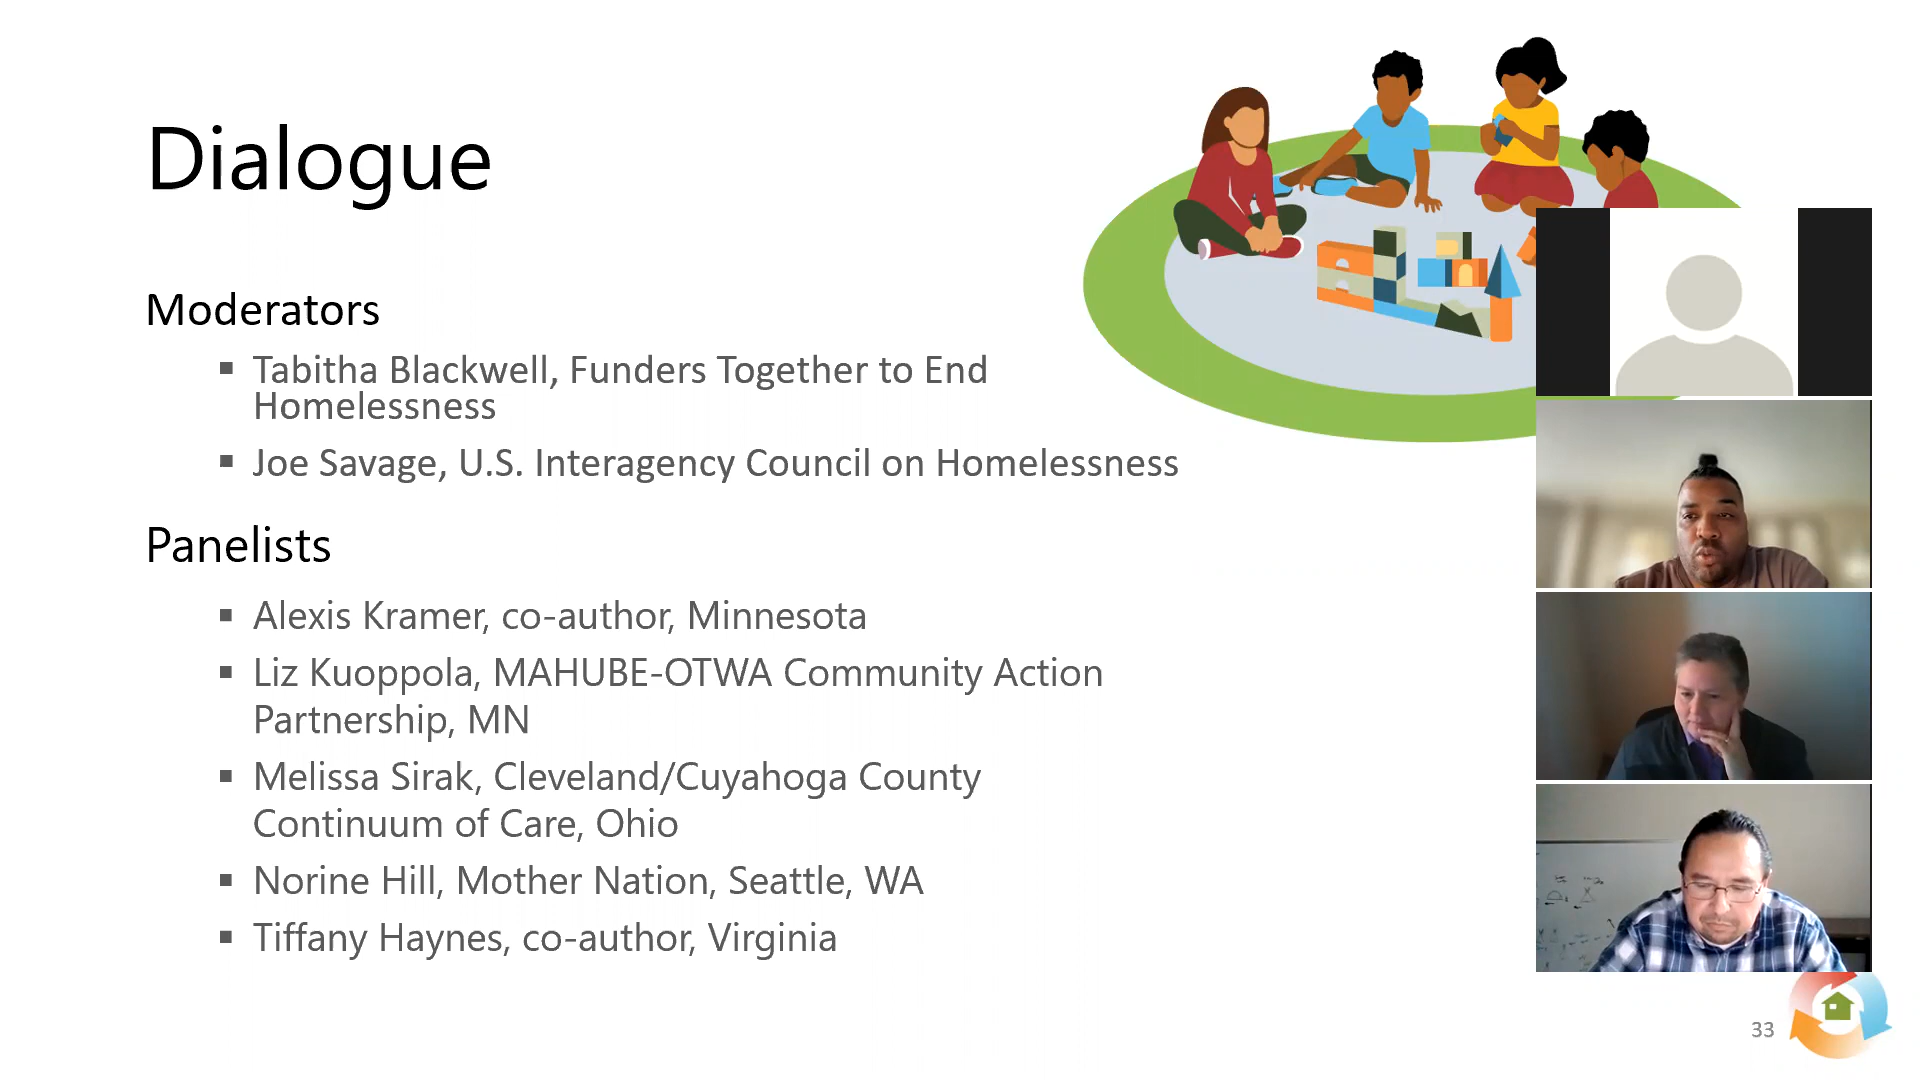 Dialogue
Moderators
▪ Tabitha Blackwell, Funders Together to End
Homelessness
▪ Joe Savage, U.S. Interagency Council on Homelessness
Panelists
▪ Alexis Kramer, co-author, Minnesota
▪ Liz Kuoppola, MAHUBE-OTWA Community Action
Partnership, MN
▪ Melissa Sirak, Cleveland/Cuyahoga County
Continuum of Care, Ohio
▪ Norine Hill, Mother Nation, Seattle, WA
▪ Tiffany Haynes, co-author, Virginia
33